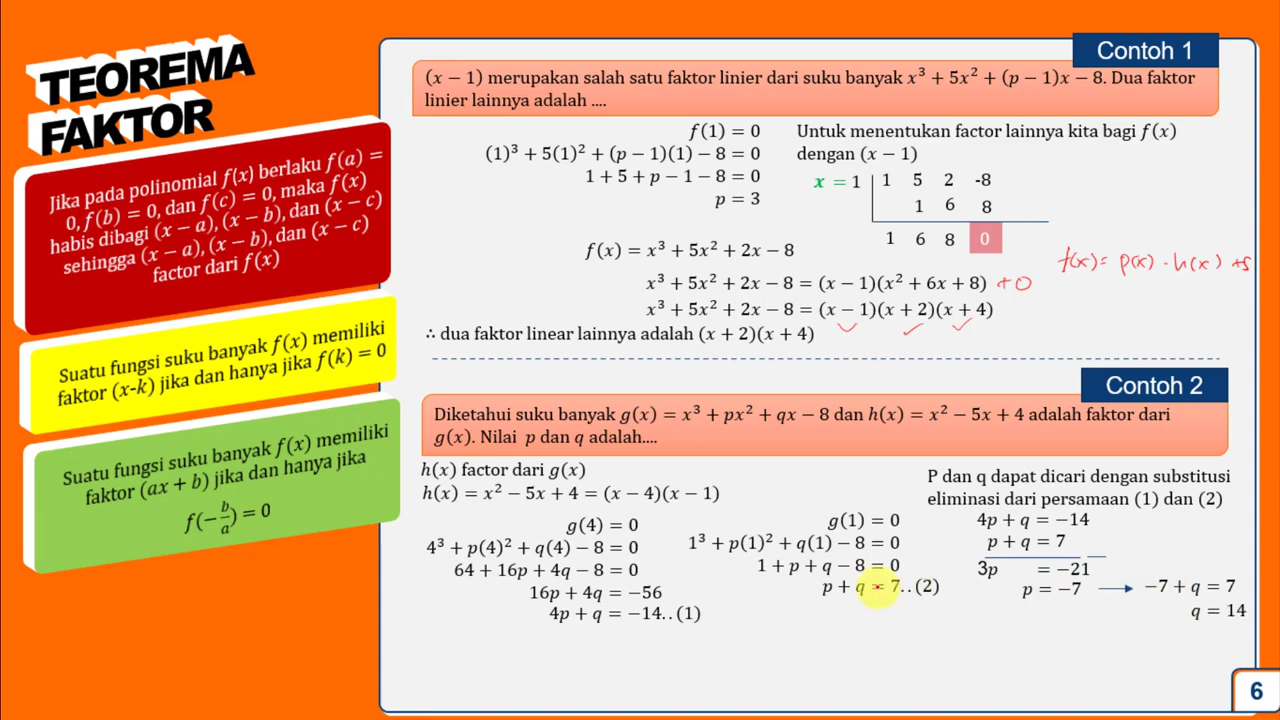 TEOREMA
FAKTOR
Jika pada polinomial f(x) berlaku f(a) =
0, f(b) = 0, dan f(c) = 0, maka f(x)
habis dibagi (x − a), (x − b), dan (x − c)
sehingga (x − a), (x − b), dan (x − c)
factor dari f(x)
Suatu fungsi suku banyak f(x) memiliki
faktor (x-k) jika dan hanya jika f(k) = 0
Suatu fungsi suku banyak f(x) memiliki
faktor (ax + b) jika dan hanya jika
f(−b/a) = 0
Contoh 1
(x − 1) merupakan salah satu faktor linier dari suku banyak x³ + 5x² + (p − 1)x − 8. Dua faktor
linier lainnya adalah ....
f(1) = 0
(1)³ + 5(1)² + (p − 1)(1) − 8 = 0
1 + 5 + p − 1 − 8 = 0
p = 3
Untuk menentukan factor lainnya kita bagi f(x)
dengan (x − 1)
x = 1 | 1 5 2 -8
1 6 8
1 6 8 0
f(x) = x³ + 5x² + 2x − 8
f(x) = p(x) · h(x) + s
x³ + 5x² + 2x − 8 = (x − 1)(x² + 6x + 8) +0
x³ + 5x² + 2x − 8 = (x − 1)(x + 2)(x + 4)
∴ dua faktor linear lainnya adalah (x + 2)(x + 4)
Contoh 2
Diketahui suku banyak g(x) = x³ + px² + qx − 8 dan h(x) = x² − 5x + 4 adalah faktor dari
g(x). Nilai p dan q adalah....
h(x) factor dari g(x)
h(x) = x² − 5x + 4 = (x − 4)(x − 1)
g(4) = 0
4³ + p(4)² + q(4) − 8 = 0
64 + 16p + 4q − 8 = 0
16p + 4q = −56
4p + q = −14.. (1)
g(1) = 0
1³ + p(1)² + q(1) − 8 = 0
1 + p + q − 8 = 0
p + q = 7.. (2)
P dan q dapat dicari dengan substitusi
eliminasi dari persamaan (1) dan (2)
4p + q = −14
p + q = 7
3p = −21
p = −7 → −7 + q = 7
q = 14
6